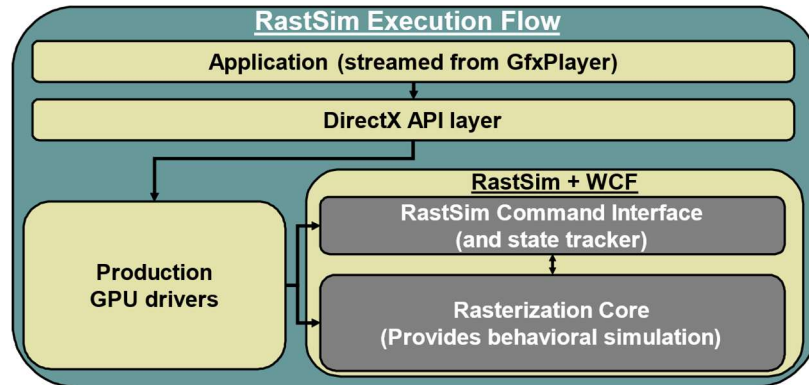 RastSim Execution Flow
Application (streamed from GfxPlayer)
DirectX API layer
Production
GPU drivers
RastSim + WCF
RastSim Command Interface
(and state tracker)
Rasterization Core
(Provides behavioral simulation)